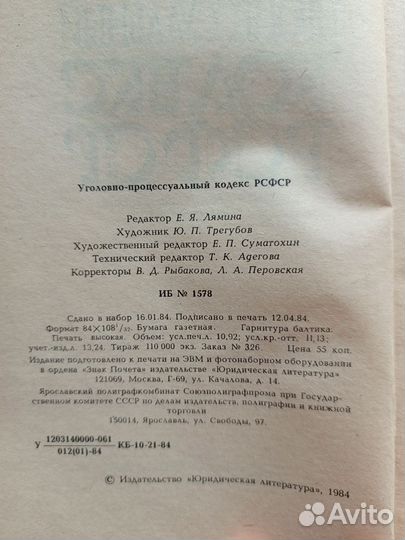 Уголовно-процессуальный кодекс РСФСР
Редактор Е. Я. Лямина
Художник Ю. П. Трегубов
Художественный редактор Е. П. Суматохин
Технический редактор Т. К. Адегова
Корректоры В. Д. Рыбакова, Л. А. Перовская
ИБ № 1578
Сдано в набор 16.01.84. Подписано в печать 12.04.84.
Формат 84×108¹/₃₂. Бумага газетная. Гарнитура балтика.
Печать высокая. Объем: усл.печ.л. 10,92; усл.кр.-отт. 11,13;
учет.-изд.л. 13,24. Тираж 110 000 экз. Заказ № 326 Цена 55 коп.
Издание подготовлено к печати на ЭВМ и фотонаборном оборудовании
в ордена «Знак Почета» издательстве «Юридическая литература»
121069, Москва, Г-69, ул. Качалова, д. 14.
Ярославский полиграфкомбинат Союзполиграфпрома при Государ-
ственном комитете СССР по делам издательств, полиграфии и книжной
торговли
150014, Ярославль, ул. Свободы, 97.
У 1203140000-061
012(01)-84 КБ-10-21-84
© Издательство «Юридическая литература», 1984
Avito